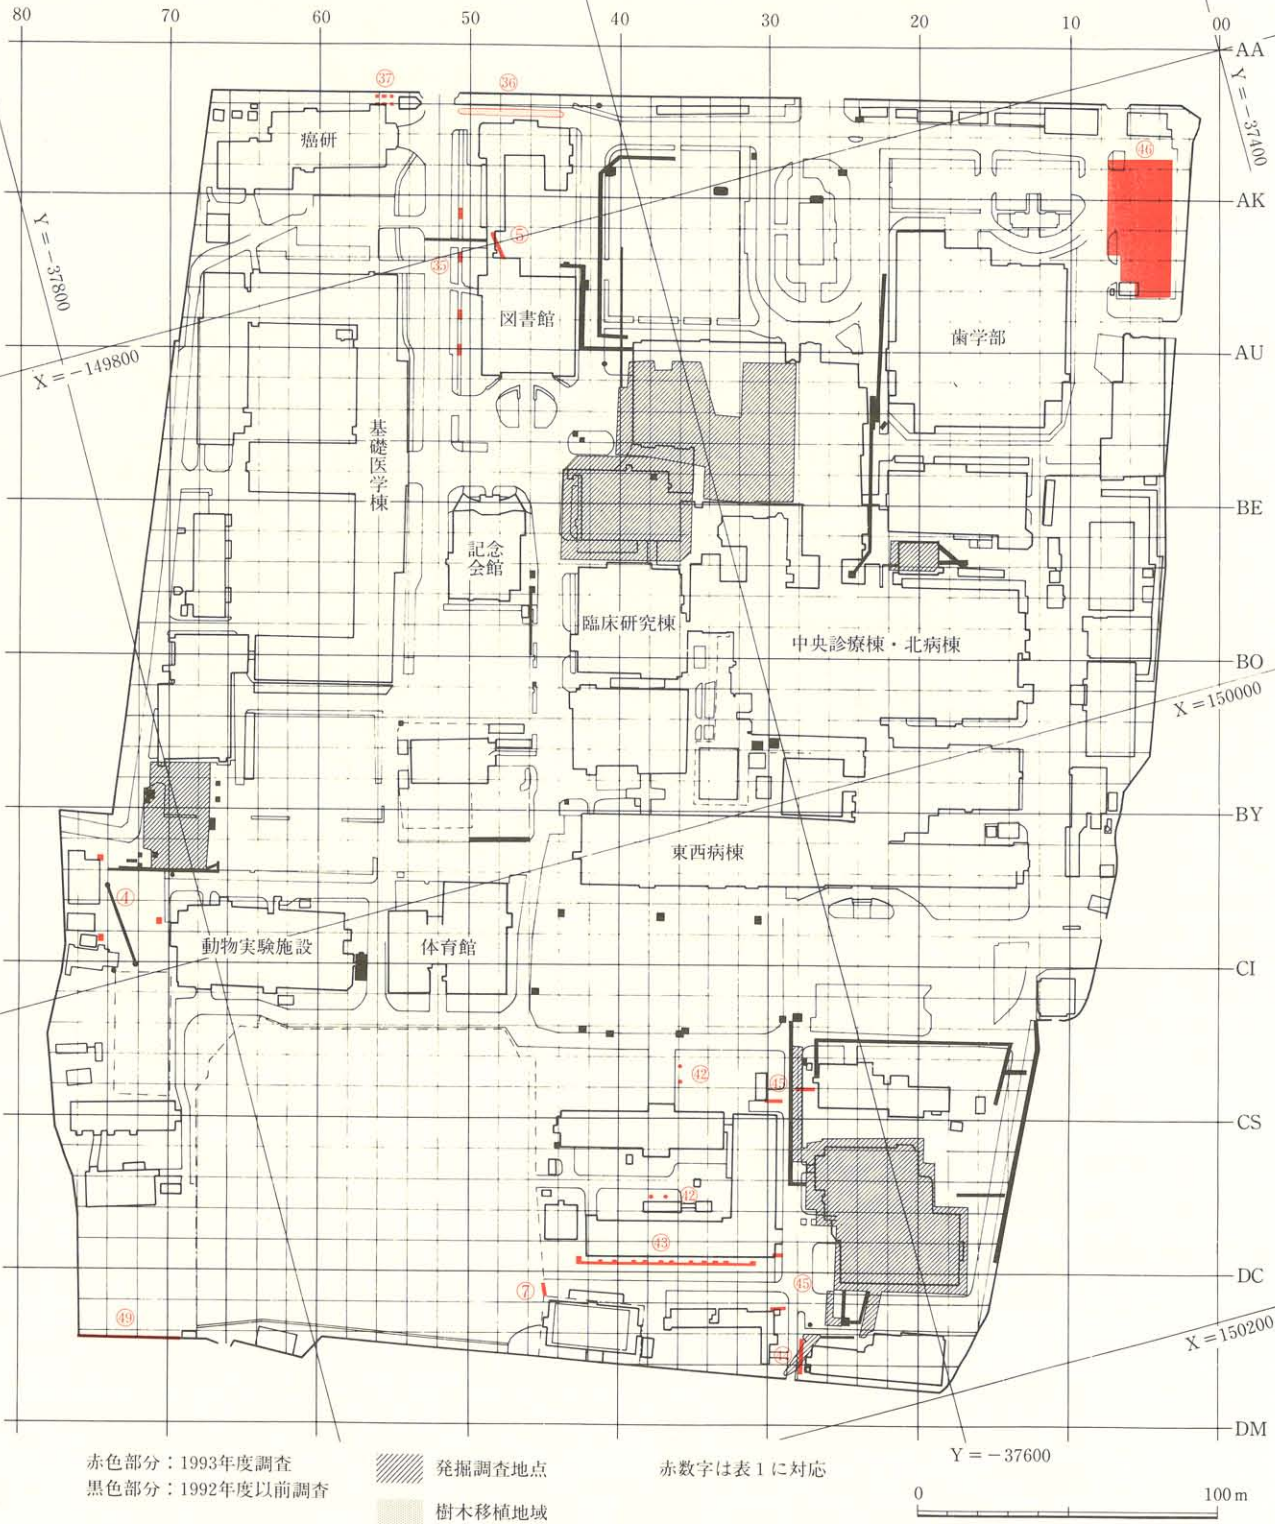 80 70 60 50 40 30 20 10 00
AA
Y = -37400
㊲
㊱
癌研
㊻
AK
Y = -37800
⑤
㉟
図書館
歯学部
AU
X = -149800
基礎医学棟
BE
記念
会館
臨床研究棟
中央診療棟・北病棟
BO
X = 150000
BY
東西病棟
④
動物実験施設
体育館
CI
㊷
CS
㊷
㊸
⑦
㊺
DC
㊾
X = 150200
DM
Y = -37600
赤色部分：1993年度調査
黒色部分：1992年度以前調査
発掘調査地点
樹木移植地域
赤数字は表1に対応
0 100 m